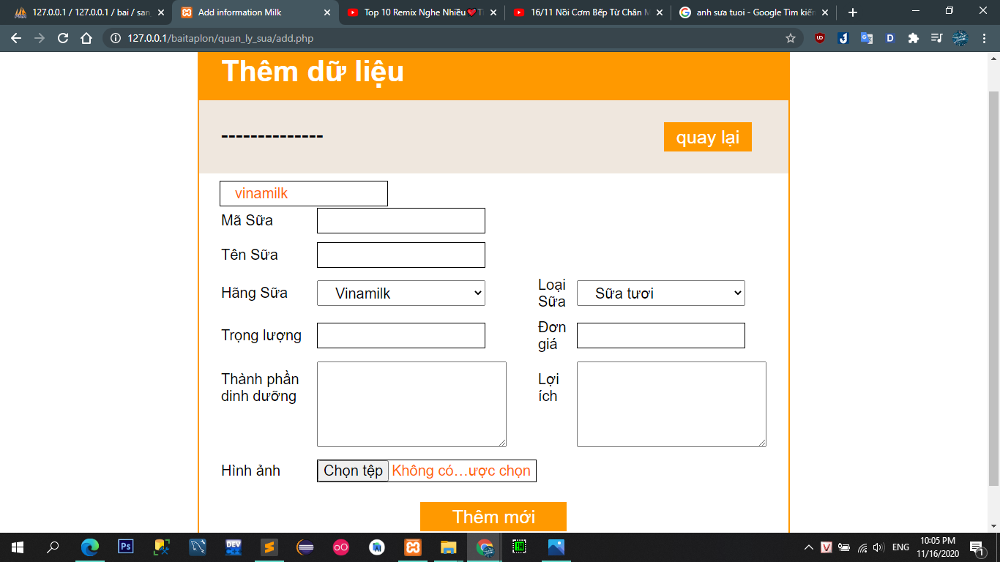 127.0.0.1 / 127.0.0.1 / bai / san
Add information Milk
Top 10 Remix Nghe Nhiều❤️Ti
16/11 Nồi Cơm Bếp Từ Chân M
anh sưa tuoi - Google Tìm kiếm
127.0.0.1/baitaplon/quan_ly_sua/add.php
Thêm dữ liệu
--------------
quay lại
vinamilk
Mã Sữa
Tên Sữa
Hãng Sữa
Vinamilk
Loại
Sữa
Sữa tươi
Trọng lượng
Đơn
giá
Thành phần
dinh dưỡng
Lợi
ích
Hình ảnh
Chọn tệp
Không có...ược chọn
Thêm mới
Ps
DEV
ENG
10:05 PM
11/16/2020
1